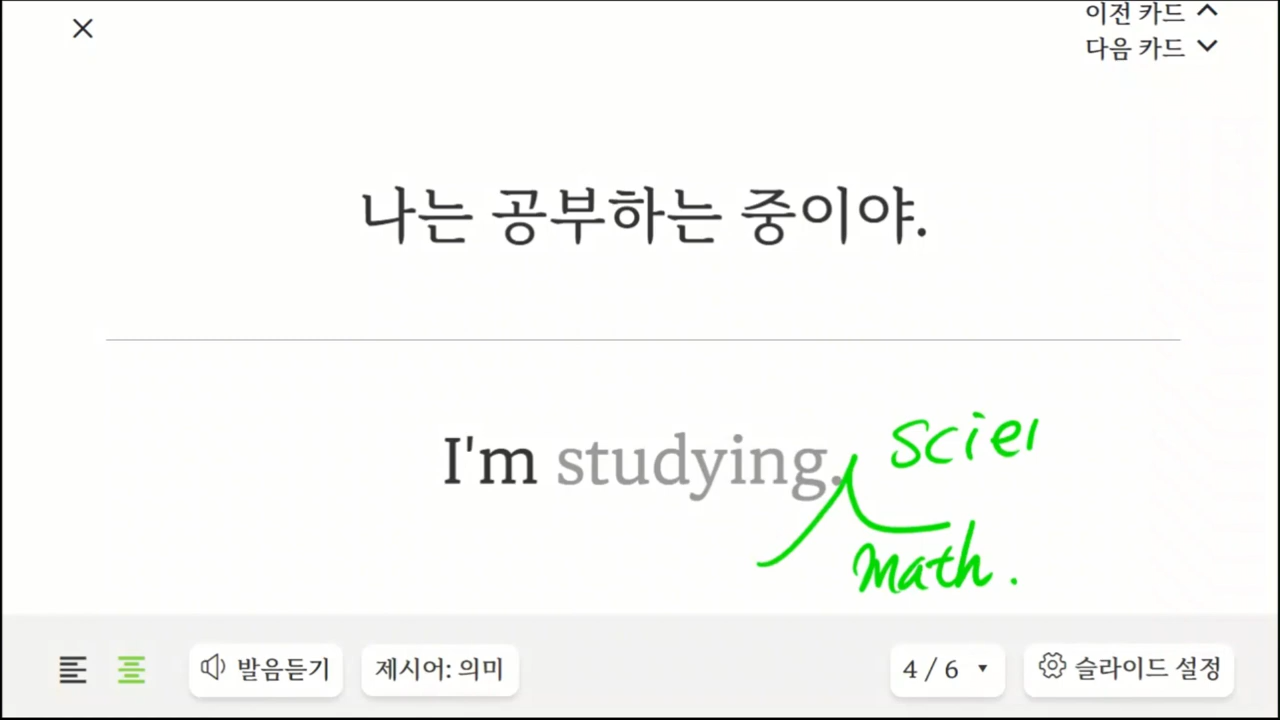 이전 카드
다음 카드
나는 공부하는 중이야.
I'm studying.
scien
math.
발음듣기
제시어: 의미
4 / 6
슬라이드 설정